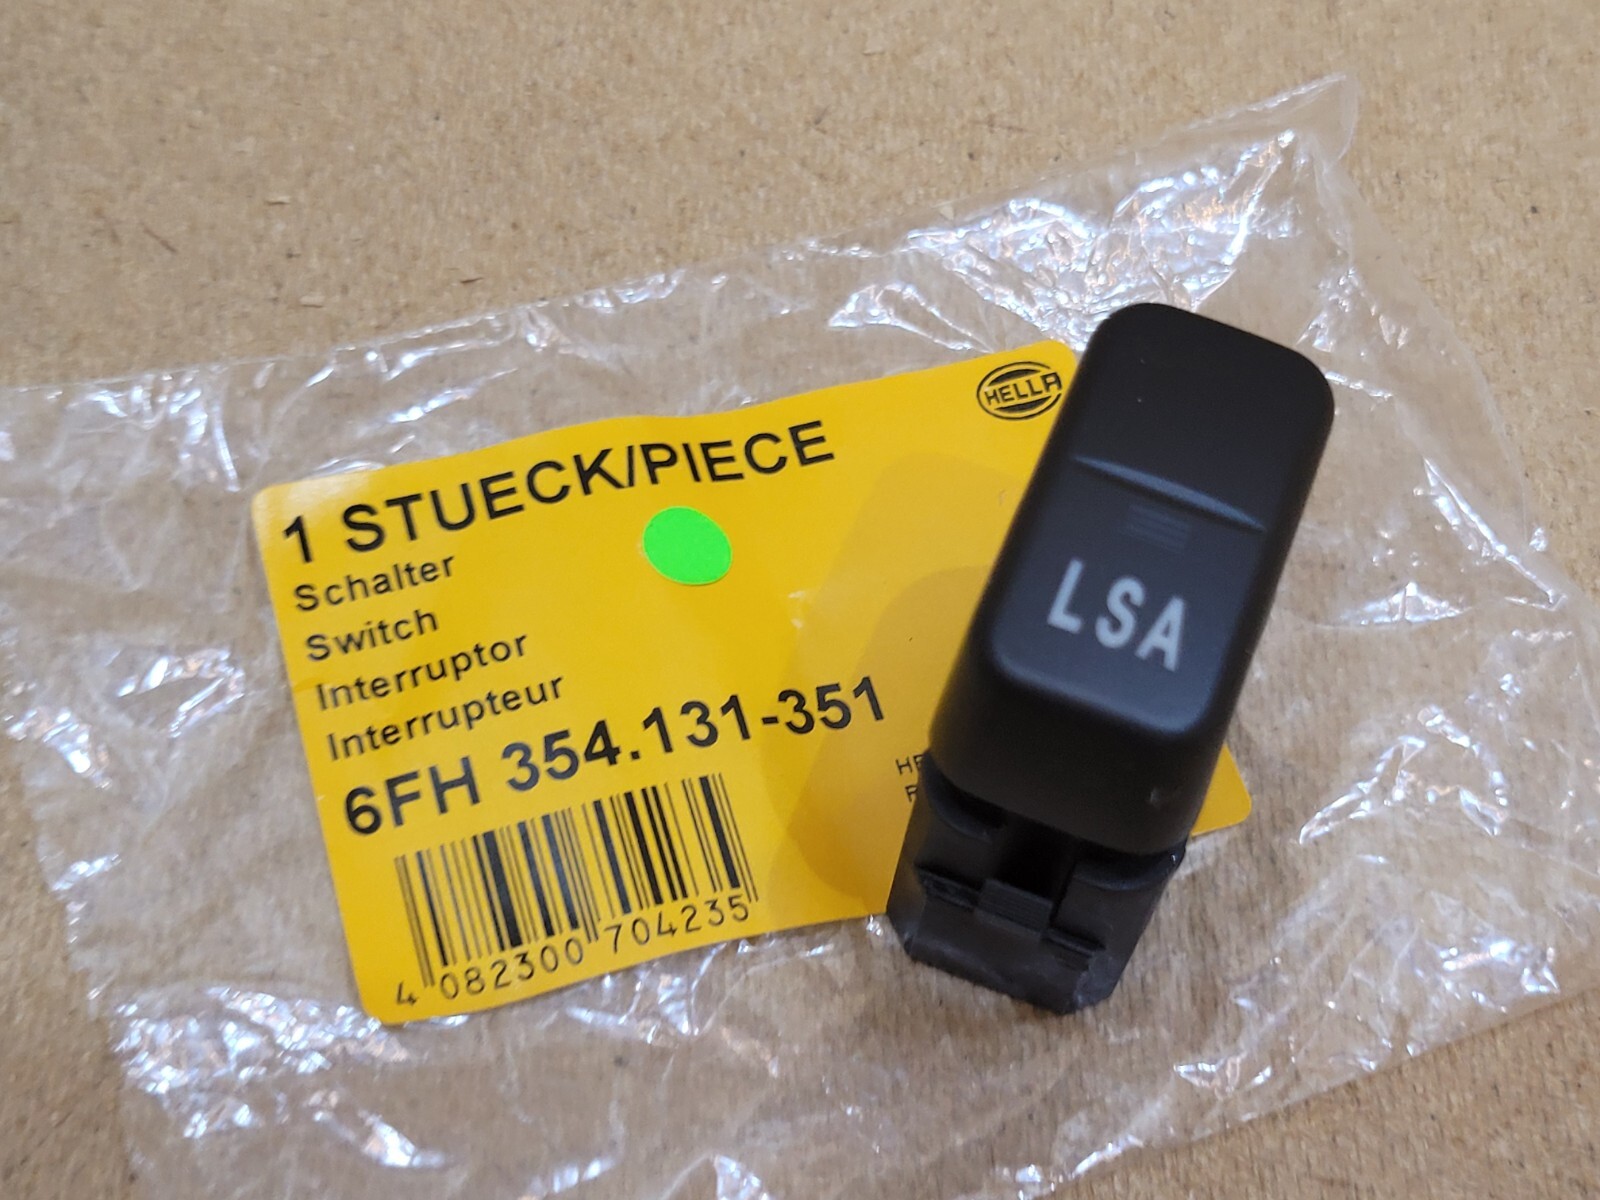 HELLA
1 STUECK/PIECE
Schalter
Switch
Interruptor
Interrupteur
6FH 354.131-351
4 082300 704235
LSA